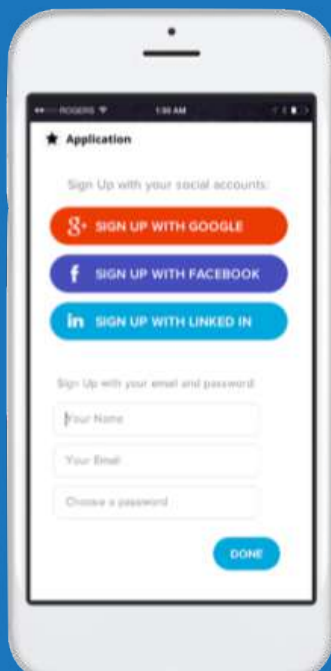 ROGERS 1:30 AM
Application
Sign Up with your social accounts:
g+ SIGN UP WITH GOOGLE
f SIGN UP WITH FACEBOOK
in SIGN UP WITH LINKED IN
Sign Up with your email and password
Your Name
Your Email
Choose a password
DONE